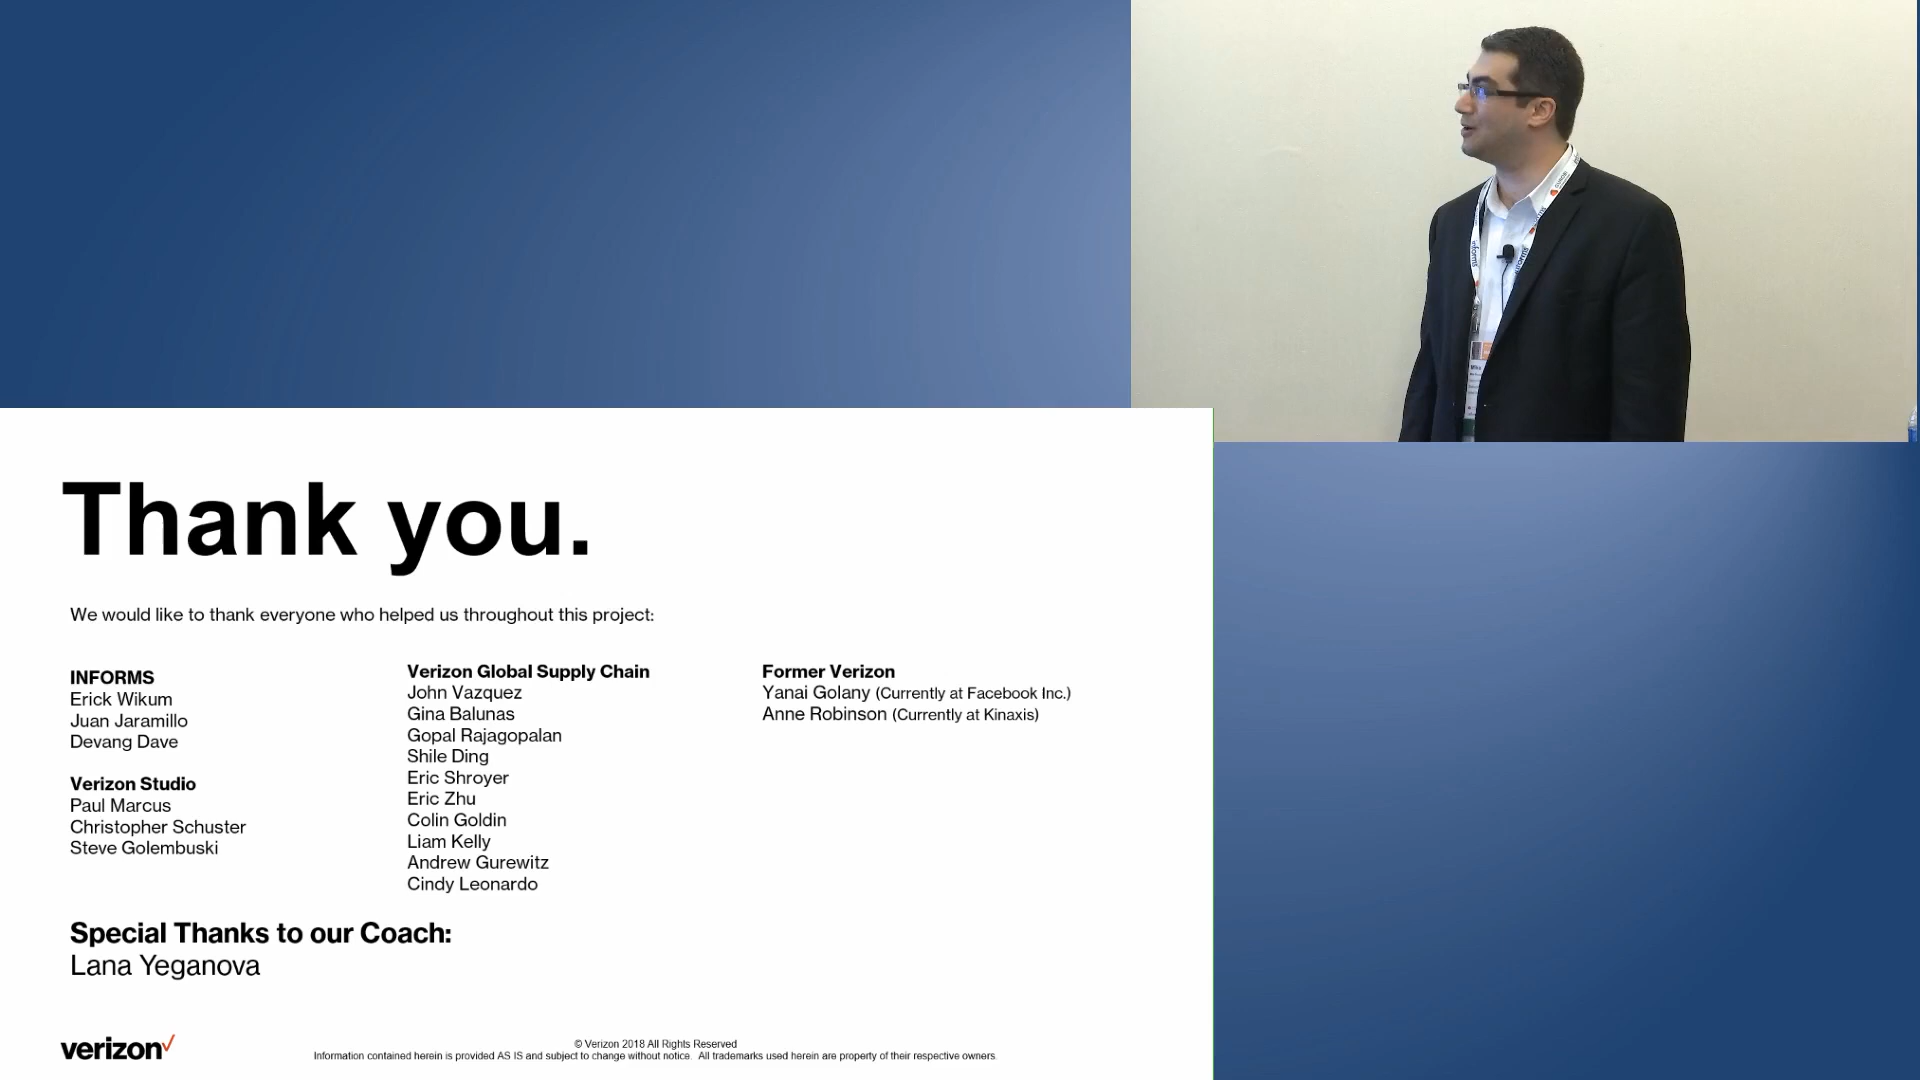 Thank you.
We would like to thank everyone who helped us throughout this project:
INFORMS
Erick Wikum
Juan Jaramillo
Devang Dave
Verizon Studio
Paul Marcus
Christopher Schuster
Steve Golembuski
Verizon Global Supply Chain
John Vazquez
Gina Balunas
Gopal Rajagopalan
Shile Ding
Eric Shroyer
Eric Zhu
Colin Goldin
Liam Kelly
Andrew Gurewitz
Cindy Leonardo
Former Verizon
Yanai Golany (Currently at Facebook Inc.)
Anne Robinson (Currently at Kinaxis)
Special Thanks to our Coach:
Lana Yeganova
verizon
© Verizon 2018 All Rights Reserved
Information contained herein is provided AS IS and subject to change without notice. All trademarks used herein are property of their respective owners.
informs
informs